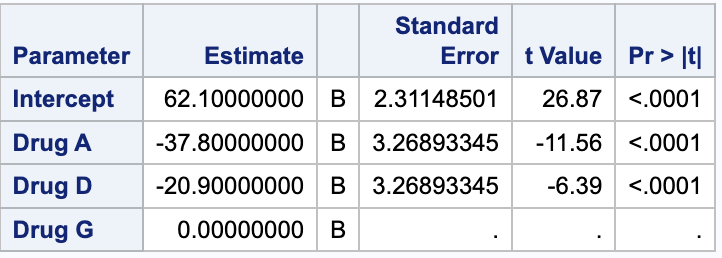 Parameter Estimate Standard Error t Value Pr > |t|
Intercept 62.10000000 B 2.31148501 26.87 <.0001
Drug A -37.80000000 B 3.26893345 -11.56 <.0001
Drug D -20.90000000 B 3.26893345 -6.39 <.0001
Drug G 0.00000000 B . . .